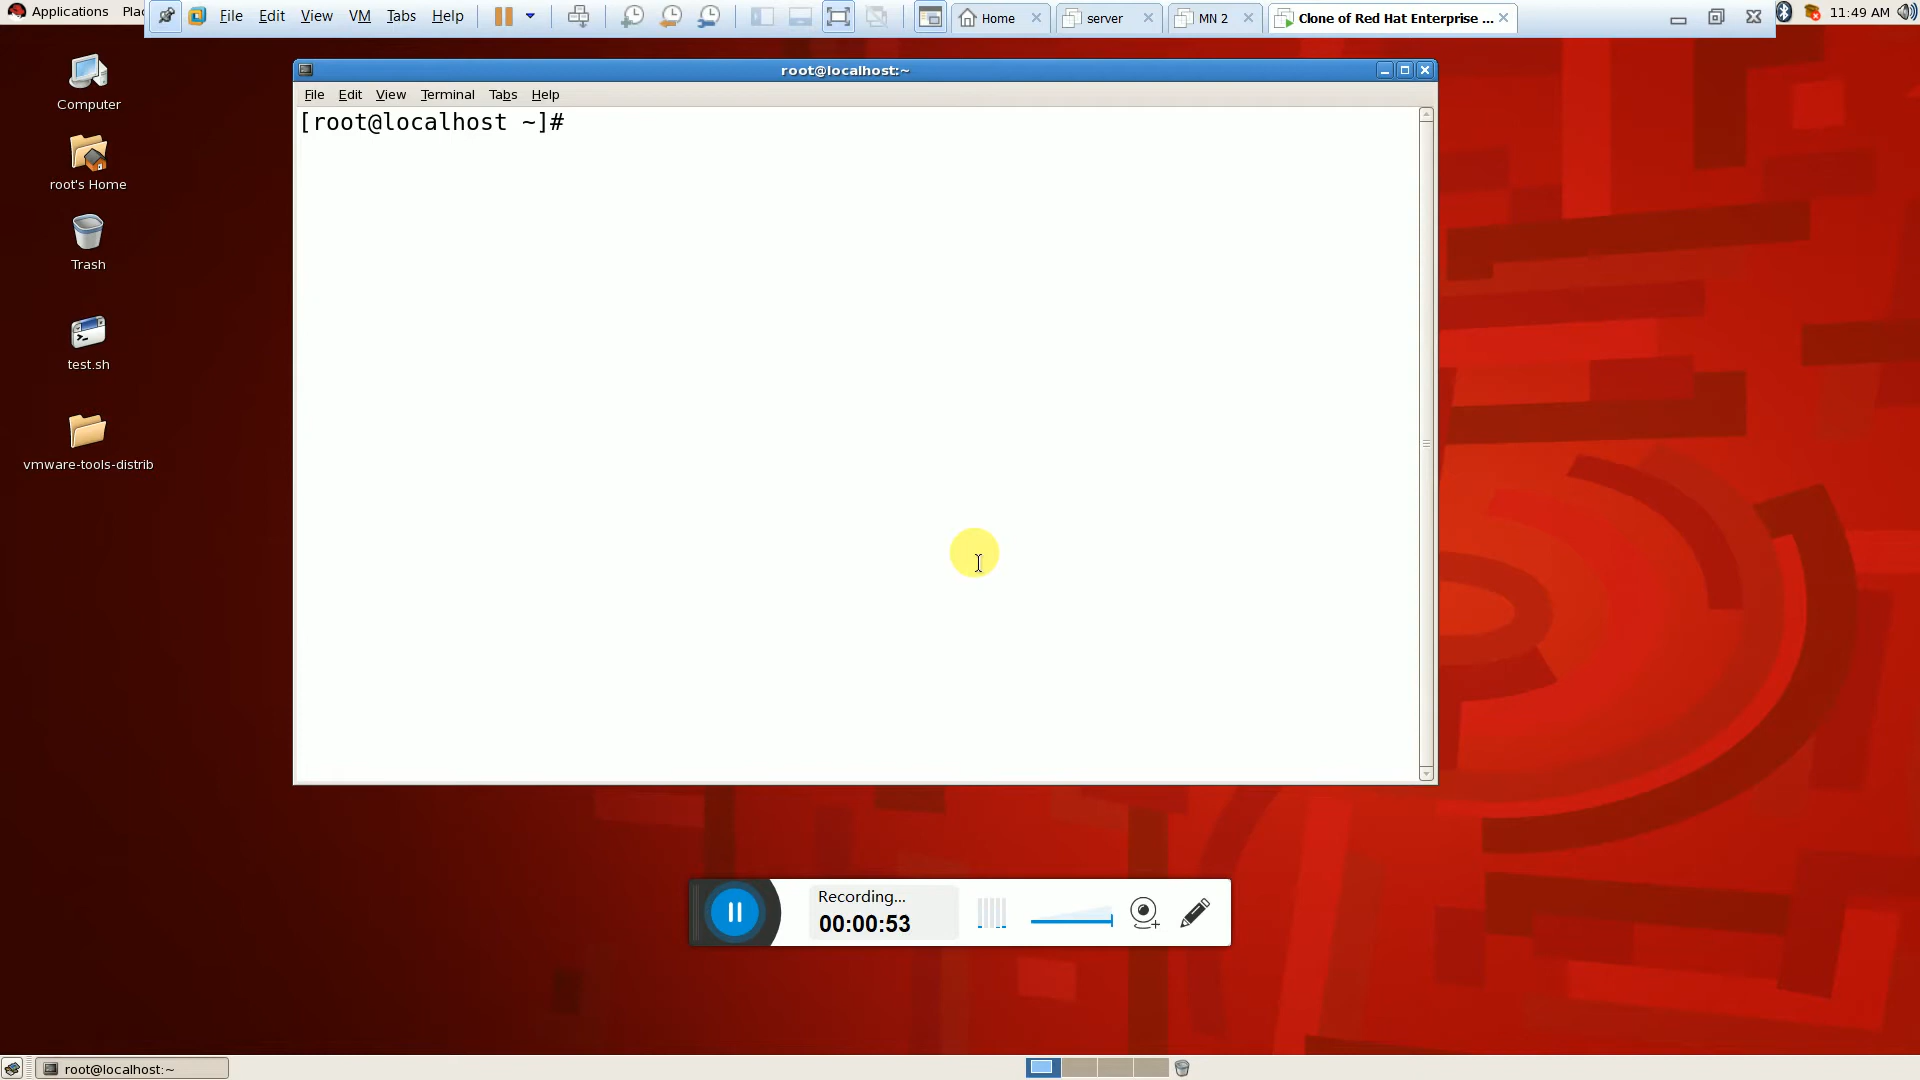 Applications
File Edit View VM Tabs Help
Home
server
MN 2
Clone of Red Hat Enterprise ...
11:49 AM
Computer
root's Home
Trash
test.sh
vmware-tools-distrib
root@localhost:~
File Edit View Terminal Tabs Help
[root@localhost ~]#
Recording...
00:00:53
root@localhost:~